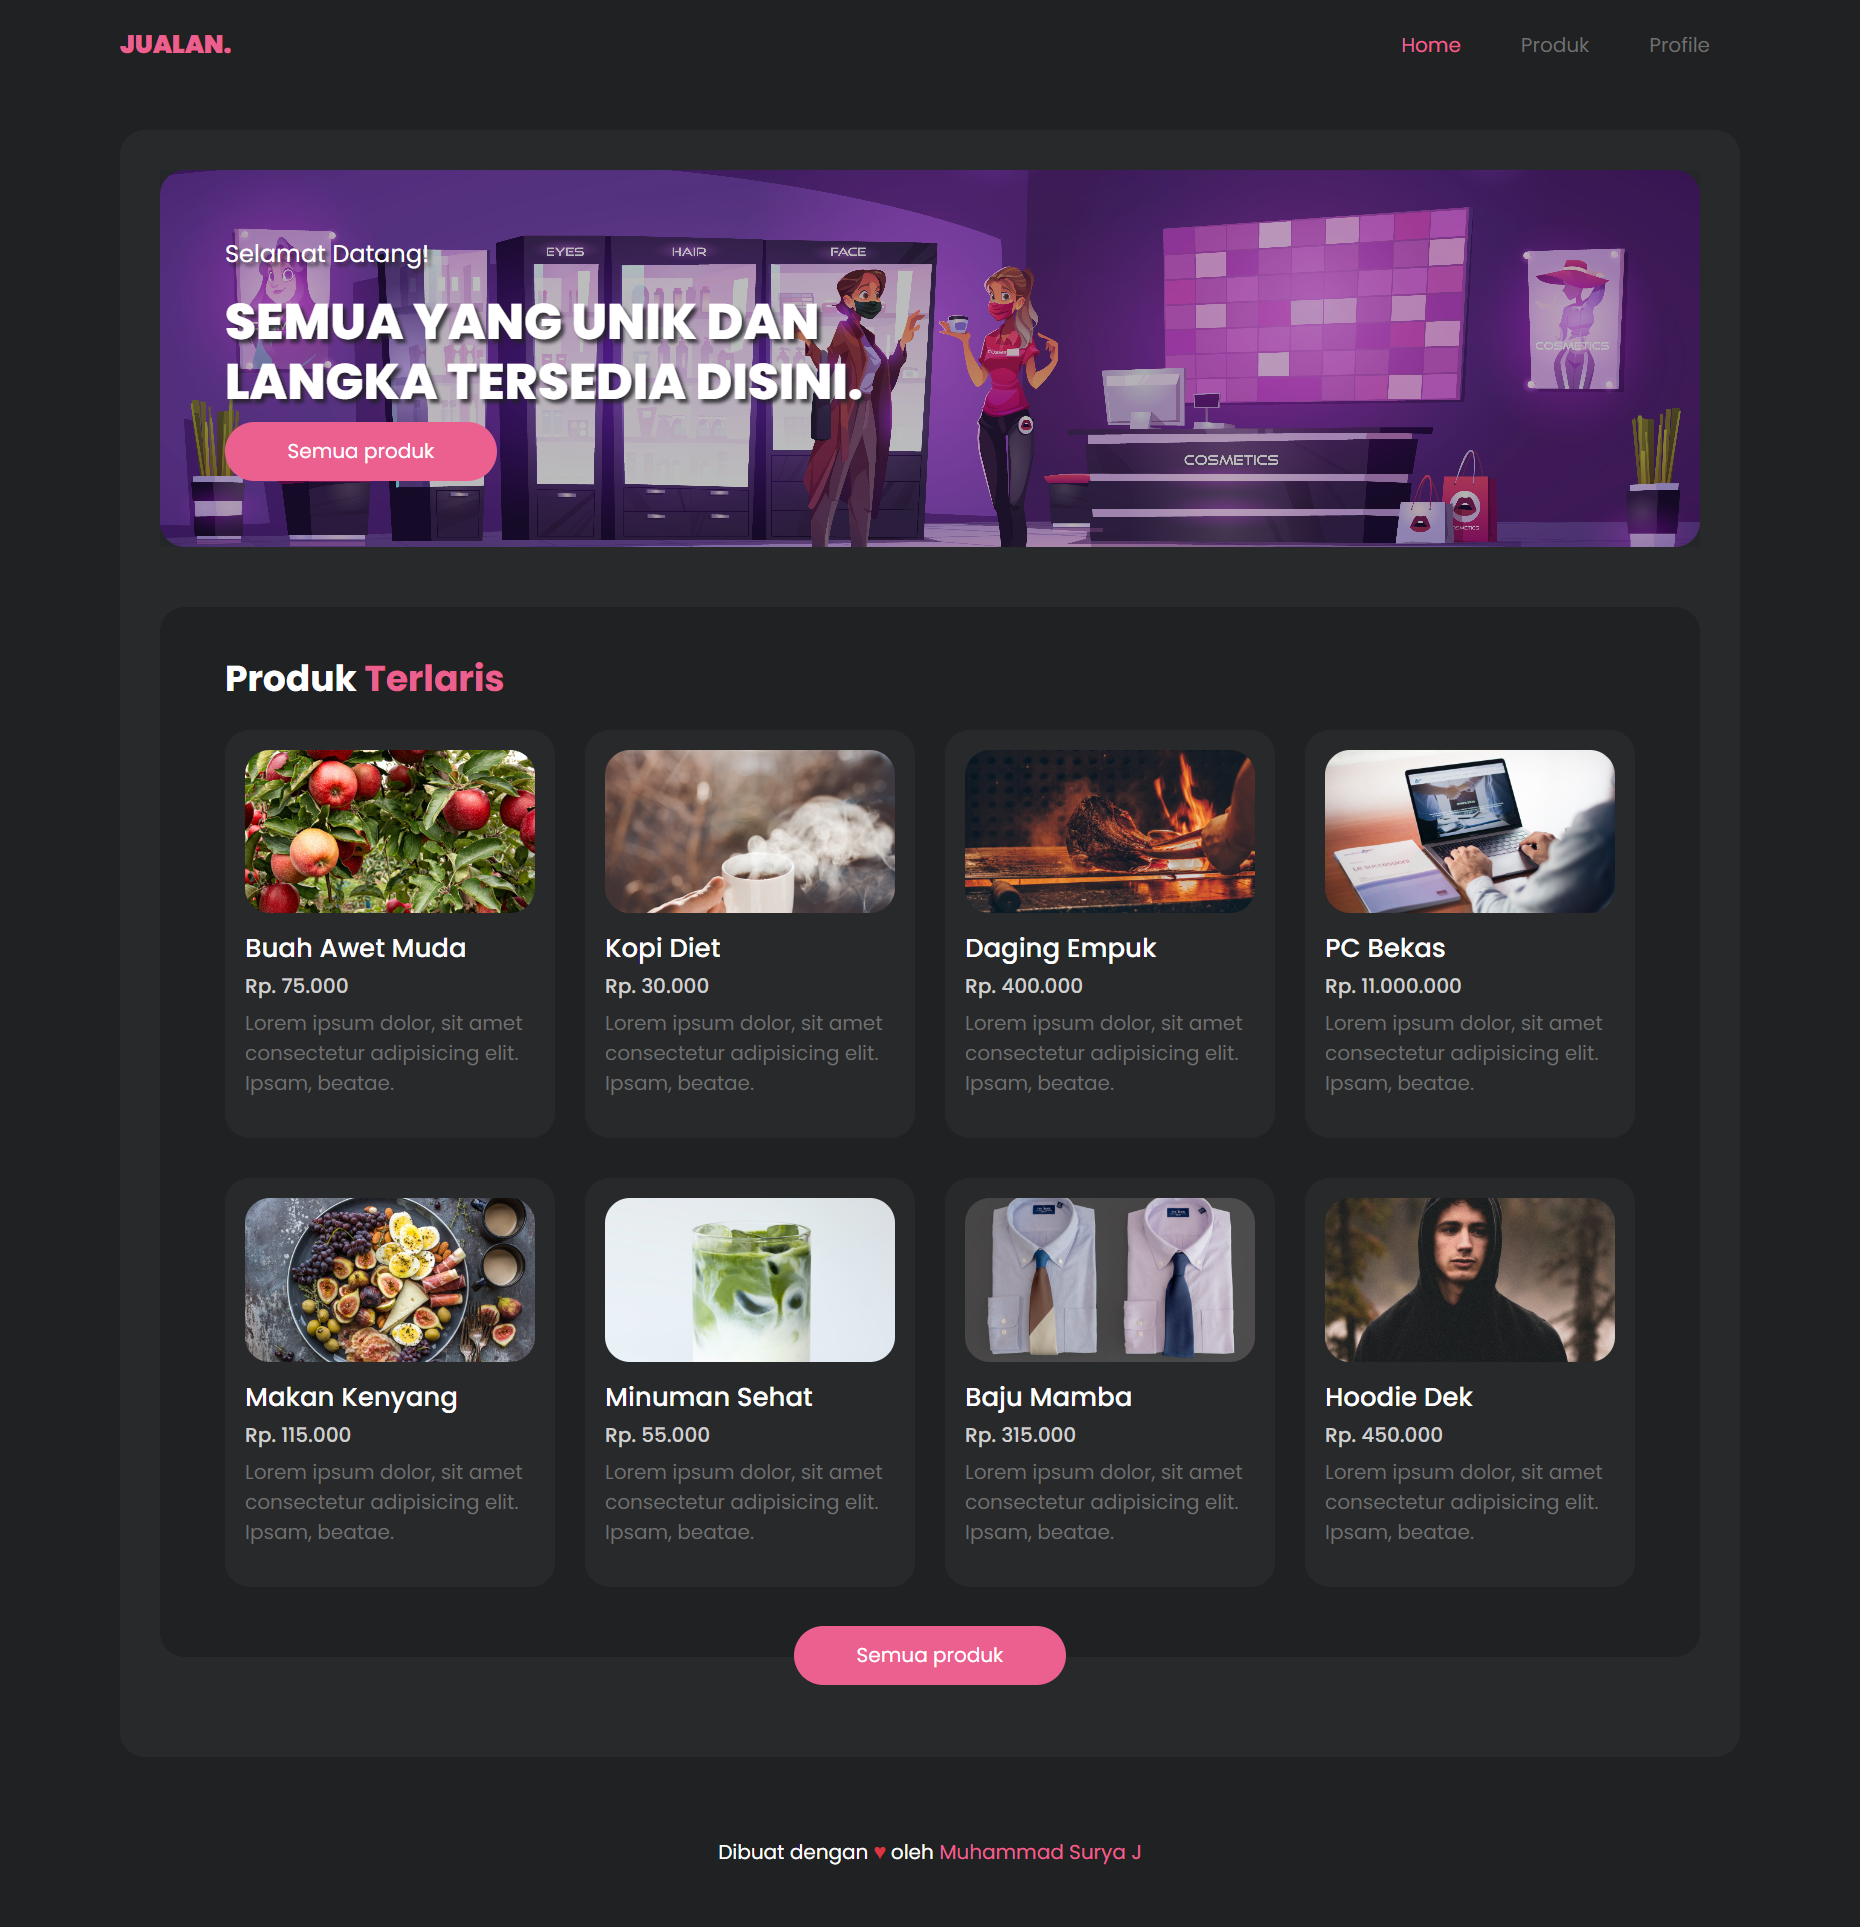 JUALAN.
Home
Produk
Profile
Selamat Datang!
SEMUA YANG UNIK DAN
LANGKA TERSEDIA DISINI.
Semua produk
EYES
HAIR
FACE
COSMETICS
COSMETICS
Produk Terlaris
Buah Awet Muda
Rp. 75.000
Lorem ipsum dolor, sit amet
consectetur adipisicing elit.
Ipsam, beatae.
Kopi Diet
Rp. 30.000
Lorem ipsum dolor, sit amet
consectetur adipisicing elit.
Ipsam, beatae.
Daging Empuk
Rp. 400.000
Lorem ipsum dolor, sit amet
consectetur adipisicing elit.
Ipsam, beatae.
PC Bekas
Rp. 11.000.000
Lorem ipsum dolor, sit amet
consectetur adipisicing elit.
Ipsam, beatae.
Makan Kenyang
Rp. 115.000
Lorem ipsum dolor, sit amet
consectetur adipisicing elit.
Ipsam, beatae.
Minuman Sehat
Rp. 55.000
Lorem ipsum dolor, sit amet
consectetur adipisicing elit.
Ipsam, beatae.
Baju Mamba
Rp. 315.000
Lorem ipsum dolor, sit amet
consectetur adipisicing elit.
Ipsam, beatae.
Hoodie Dek
Rp. 450.000
Lorem ipsum dolor, sit amet
consectetur adipisicing elit.
Ipsam, beatae.
Semua produk
Dibuat dengan ♥ oleh Muhammad Surya J